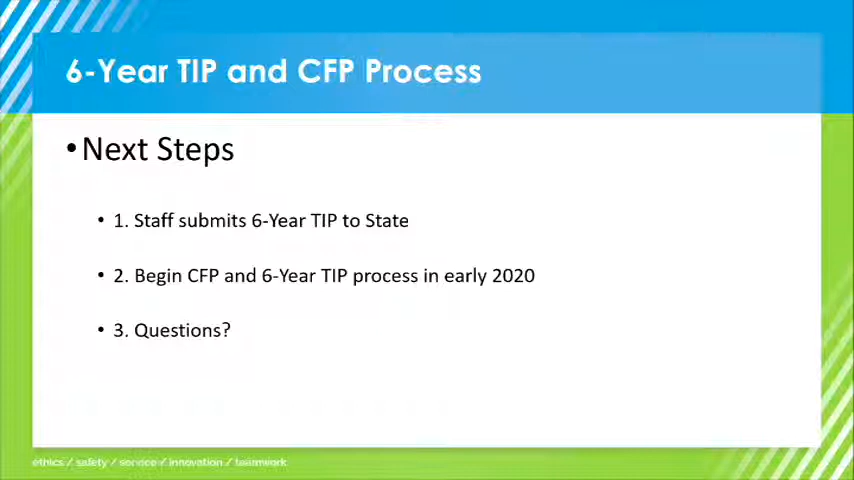 6-Year TIP and CFP Process
•Next Steps
• 1. Staff submits 6-Year TIP to State
• 2. Begin CFP and 6-Year TIP process in early 2020
• 3. Questions?
ethics / safety / service / innovation / teamwork